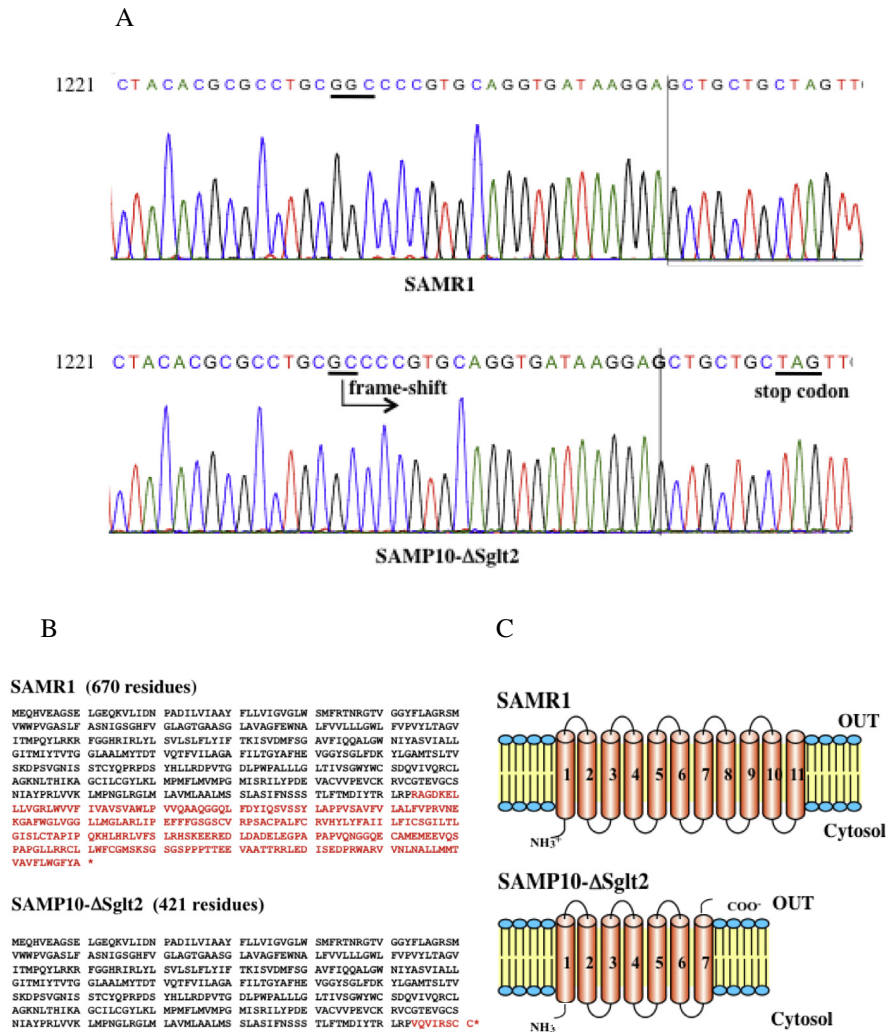 A
1221 CTACACGCGCCTGCGGCCCCGTGCAGGTGATAAGGAGCTGCTGCTAGTT
SAMR1
1221 CTACACGCGCCTGCGCCCCGTGCAGGTGATAAGGAGCTGCTGCTAGTT
frame-shift
stop codon
SAMP10-ΔSglt2
B
SAMR1 (670 residues)
MEQHVEAGSE LGEQKVLIDN PADILVIAAY FLLVIGVGLW SMFRTNRGTV GGYFLAGRSM
VWWPVGASLF ASNIGSGHFV GLAGTGAASG LAVAGFEWNA LFVVLLLGWL FVPVYLTAGV
ITMPQYLRKR FGGHRIRLYL SVLSLFLYIF TKISVDMFSG AVFIQQALGW NIYASVIALL
GITMIYTVTG GLAALMYTDT VQTFVILAGA FILTGYAFHE VGGYSGLFDK YLGAMTSLTV
SKDPSVGNIS STCYQPRPDS YHLLRDPVTG DLPWPALLLG LTIVSGWYWC SDQVIVQRCL
AGKNLTHIKA GCILCGYLKL MPMFLMVMPG MISRILYPDE VACVVPEVCK RVCGTEVGCS
NIAYPRLVVK LMPNGLRGLM LAVMLAALMS SLASIFNSSS TLFTMDIYTR LRPRAGDKEL
LLVGRLWVVF IVAVSVAWLP VVQAAQGGQL FDYIQSVSSY LAPPVSAVFV LALFVPRVNE
KGAFWGLVGG LLMGLARLIP EFFFGSGSCV RPSACPALFC RVHYLYFAII LFICSGILTL
GISLCTAPIP QKHLHRLVFS LRHSKEERED LDADELEGPA PAPVQNGGQE CAMEMEEVQS
PAPGLLRRCL LWFCGMSKSG SGSPPPTTEE VAATTRRLED ISEDPRWARV VNLNALLMMT
VAVFLWGFYA *
SAMP10-ΔSglt2 (421 residues)
MEQHVEAGSE LGEQKVLIDN PADILVIAAY FLLVIGVGLW SMFRTNRGTV GGYFLAGRSM
VWWPVGASLF ASNIGSGHFV GLAGTGAASG LAVAGFEWNA LFVVLLLGWL FVPVYLTAGV
ITMPQYLRKR FGGHRIRLYL SVLSLFLYIF TKISVDMFSG AVFIQQALGW NIYASVIALL
GITMIYTVTG GLAALMYTDT VQTFVILAGA FILTGYAFHE VGGYSGLFDK YLGAMTSLTV
SKDPSVGNIS STCYQPRPDS YHLLRDPVTG DLPWPALLLG LTIVSGWYWC SDQVIVQRCL
AGKNLTHIKA GCILCGYLKL MPMFLMVMPG MISRILYPDE VACVVPEVCK RVCGTEVGCS
NIAYPRLVVK LMPNGLRGLM LAVMLAALMS SLASIFNSSS TLFTMDIYTR LRPVQVIRSC C*
C
SAMR1
OUT
1 2 3 4 5 6 7 8 9 10 11
NH3+
Cytosol
SAMP10-ΔSglt2
COO- OUT
1 2 3 4 5 6 7
NH3
Cytosol